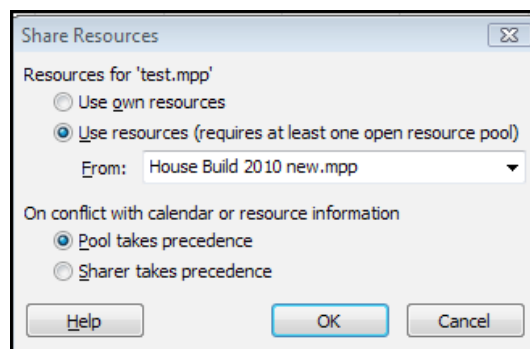 Share Resources
Resources for 'test.mpp'
Use own resources
Use resources (requires at least one open resource pool)
From: House Build 2010 new.mpp
On conflict with calendar or resource information
Pool takes precedence
Sharer takes precedence
Help OK Cancel